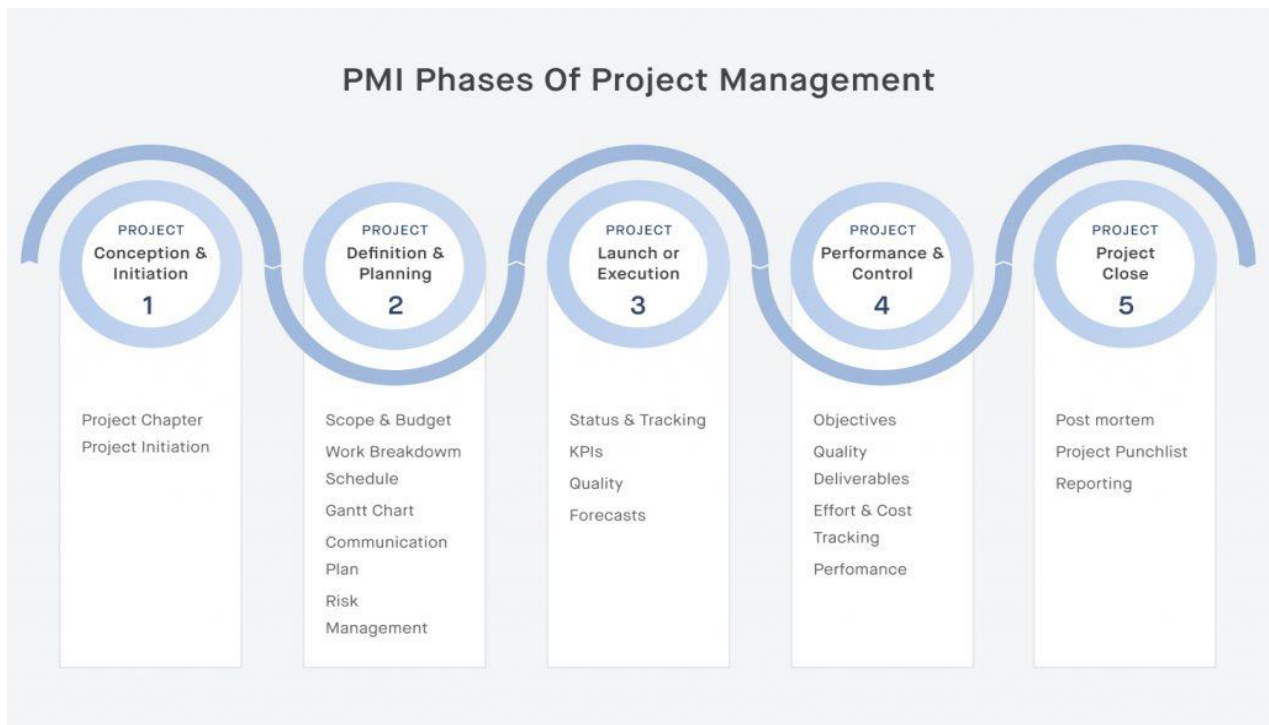 PMI Phases Of Project Management
PROJECT
Conception &
Initiation
1
Project Chapter
Project Initiation
PROJECT
Definition &
Planning
2
Scope & Budget
Work Breakdowm
Schedule
Gantt Chart
Communication
Plan
Risk
Management
PROJECT
Launch or
Execution
3
Status & Tracking
KPIs
Quality
Forecasts
PROJECT
Performance &
Control
4
Objectives
Quality
Deliverables
Effort & Cost
Tracking
Perfomance
PROJECT
Project
Close
5
Post mortem
Project Punchlist
Reporting